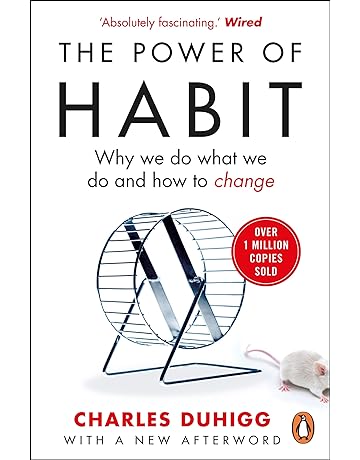 ‘Absolutely fascinating.’ Wired
THE POWER OF
HABIT
Why we do what we
do and how to change
OVER
1 MILLION
COPIES
SOLD
CHARLES DUHIGG
WITH A NEW AFTERWORD